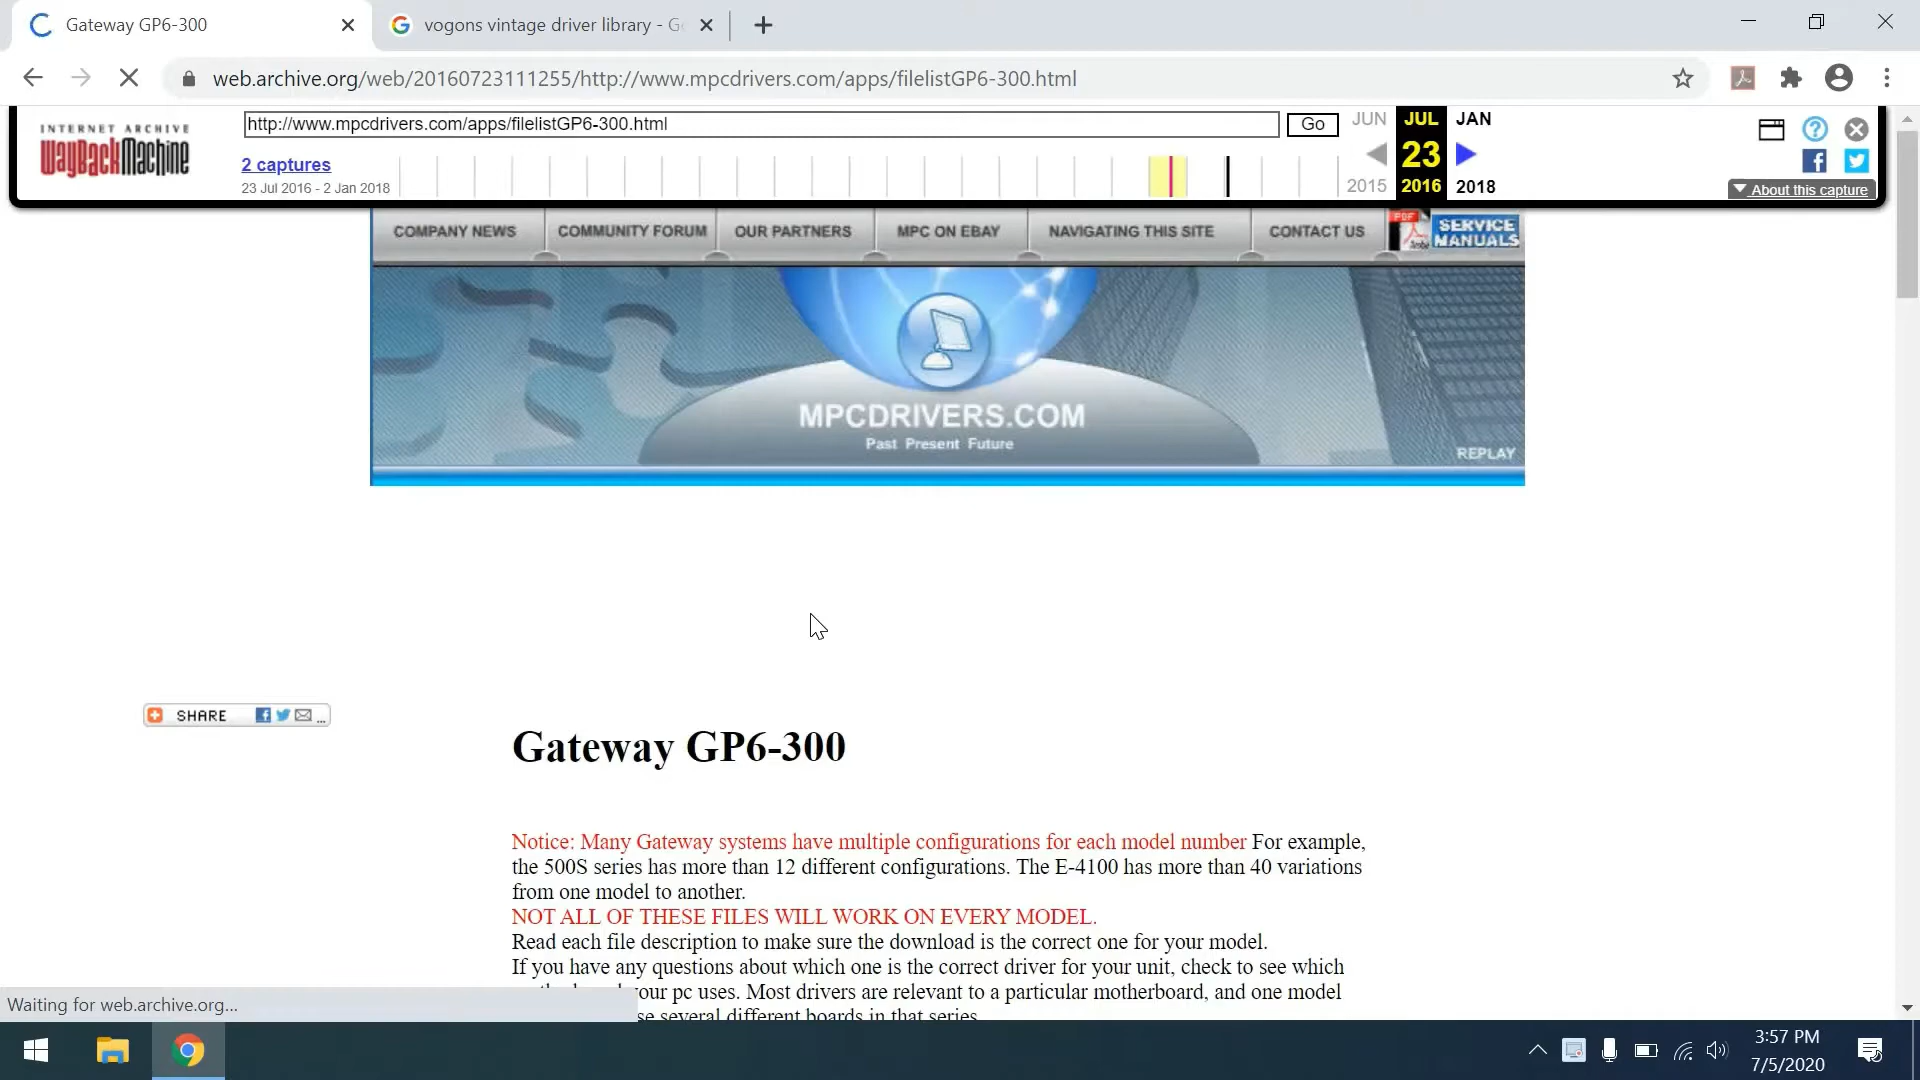 Gateway GP6-300
vogons vintage driver library - G
web.archive.org/web/20160723111255/http://www.mpcdrivers.com/apps/filelistGP6-300.html
INTERNET ARCHIVE
WayBackMachine
http://www.mpcdrivers.com/apps/filelistGP6-300.html
Go
JUN
JUL
JAN
2 captures
23 Jul 2016 - 2 Jan 2018
23
2015
2016
2018
About this capture
COMPANY NEWS
COMMUNITY FORUM
OUR PARTNERS
MPC ON EBAY
NAVIGATING THIS SITE
CONTACT US
PDF
Adobe
SERVICE
MANUALS
MPCDRIVERS.COM
Past Present Future
REPLAY
SHARE
Gateway GP6-300
Notice: Many Gateway systems have multiple configurations for each model number For example,
the 500S series has more than 12 different configurations. The E-4100 has more than 40 variations
from one model to another.
NOT ALL OF THESE FILES WILL WORK ON EVERY MODEL.
Read each file description to make sure the download is the correct one for your model.
If you have any questions about which one is the correct driver for your unit, check to see which
your pc uses. Most drivers are relevant to a particular motherboard, and one model
several different boards in that series.
Waiting for web.archive.org...
3:57 PM
7/5/2020